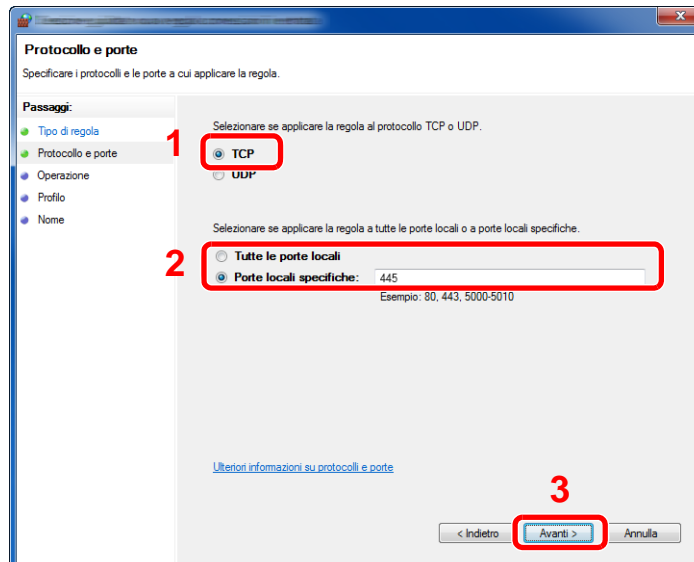 Protocollo e porte
Specificare i protocolli e le porte a cui applicare la regola.
Passaggi:
Tipo di regola
Protocollo e porte
Operazione
Profilo
Nome
Selezionare se applicare la regola al protocollo TCP o UDP.
1
TCP
UDP
Selezionare se applicare la regola a tutte le porte locali o a porte locali specifiche.
2
Tutte le porte locali
Porte locali specifiche: 445
Esempio: 80, 443, 5000-5010
Ulteriori informazioni su protocolli e porte
3
< Indietro Avanti > Annulla